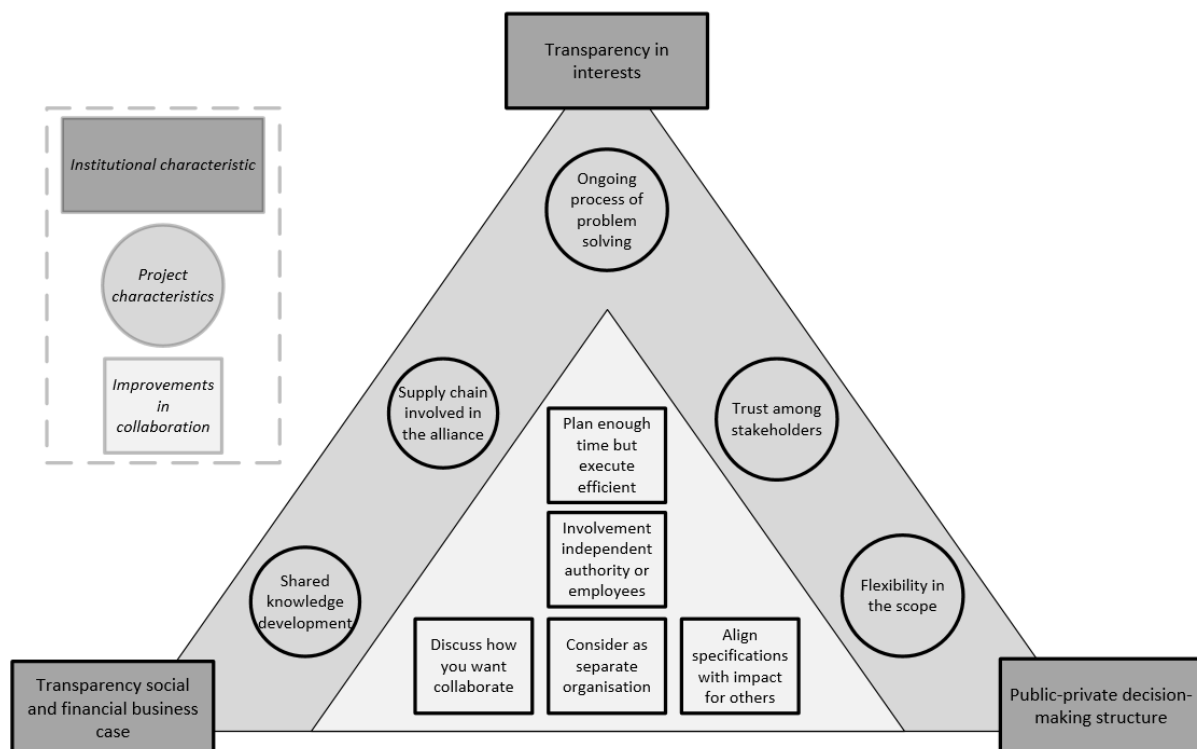 Transparency in
interests
Institutional characteristic
Project
characteristics
Improvements
in
collaboration
Ongoing
process of
problem
solving
Supply chain
involved in
the alliance
Trust among
stakeholders
Plan enough
time but
execute
efficient
Involvement
independent
authority or
employees
Shared
knowledge
development
Flexibility in
the scope
Discuss how
you want
collaborate
Consider as
separate
organisation
Align
specifications
with impact
for others
Transparency social
and financial business
case
Public-private decision-
making structure